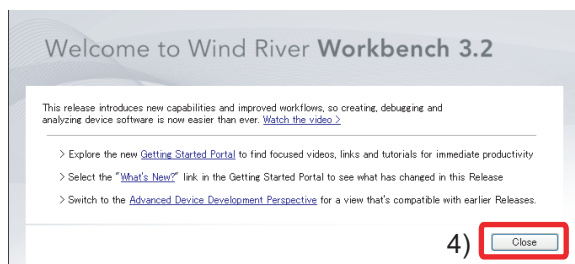 Welcome to Wind River Workbench 3.2
This release introduces new capabilities and improved workflows, so creating, debugging and
analyzing device software is now easier than ever. Watch the video >
> Explore the new Getting Started Portal to find focused videos, links and tutorials for immediate productivity
> Select the "What's New?" link in the Getting Started Portal to see what has changed in this Release
> Switch to the Advanced Device Development Perspective for a view that's compatible with earlier Releases.
4) Close